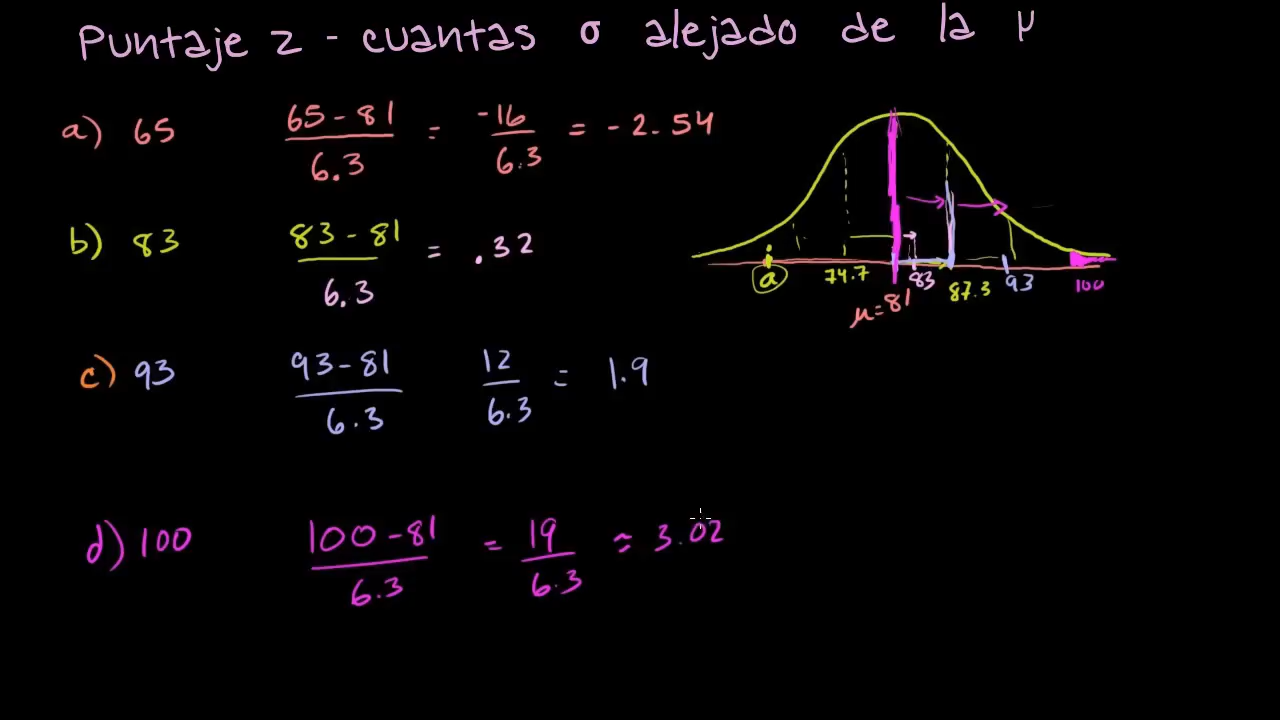 Puntaje z - cuantas σ alejado de la μ
a) 65 65 - 81 / 6.3 = -16 / 6.3 = -2.54
b) 83 83 - 81 / 6.3 = .32
c) 93 93 - 81 / 6.3 12 / 6.3 = 1.9
d) 100 100 - 81 / 6.3 = 19 / 6.3 ≈ 3.02
a 74.7 83 87.3 93 100
μ = 81